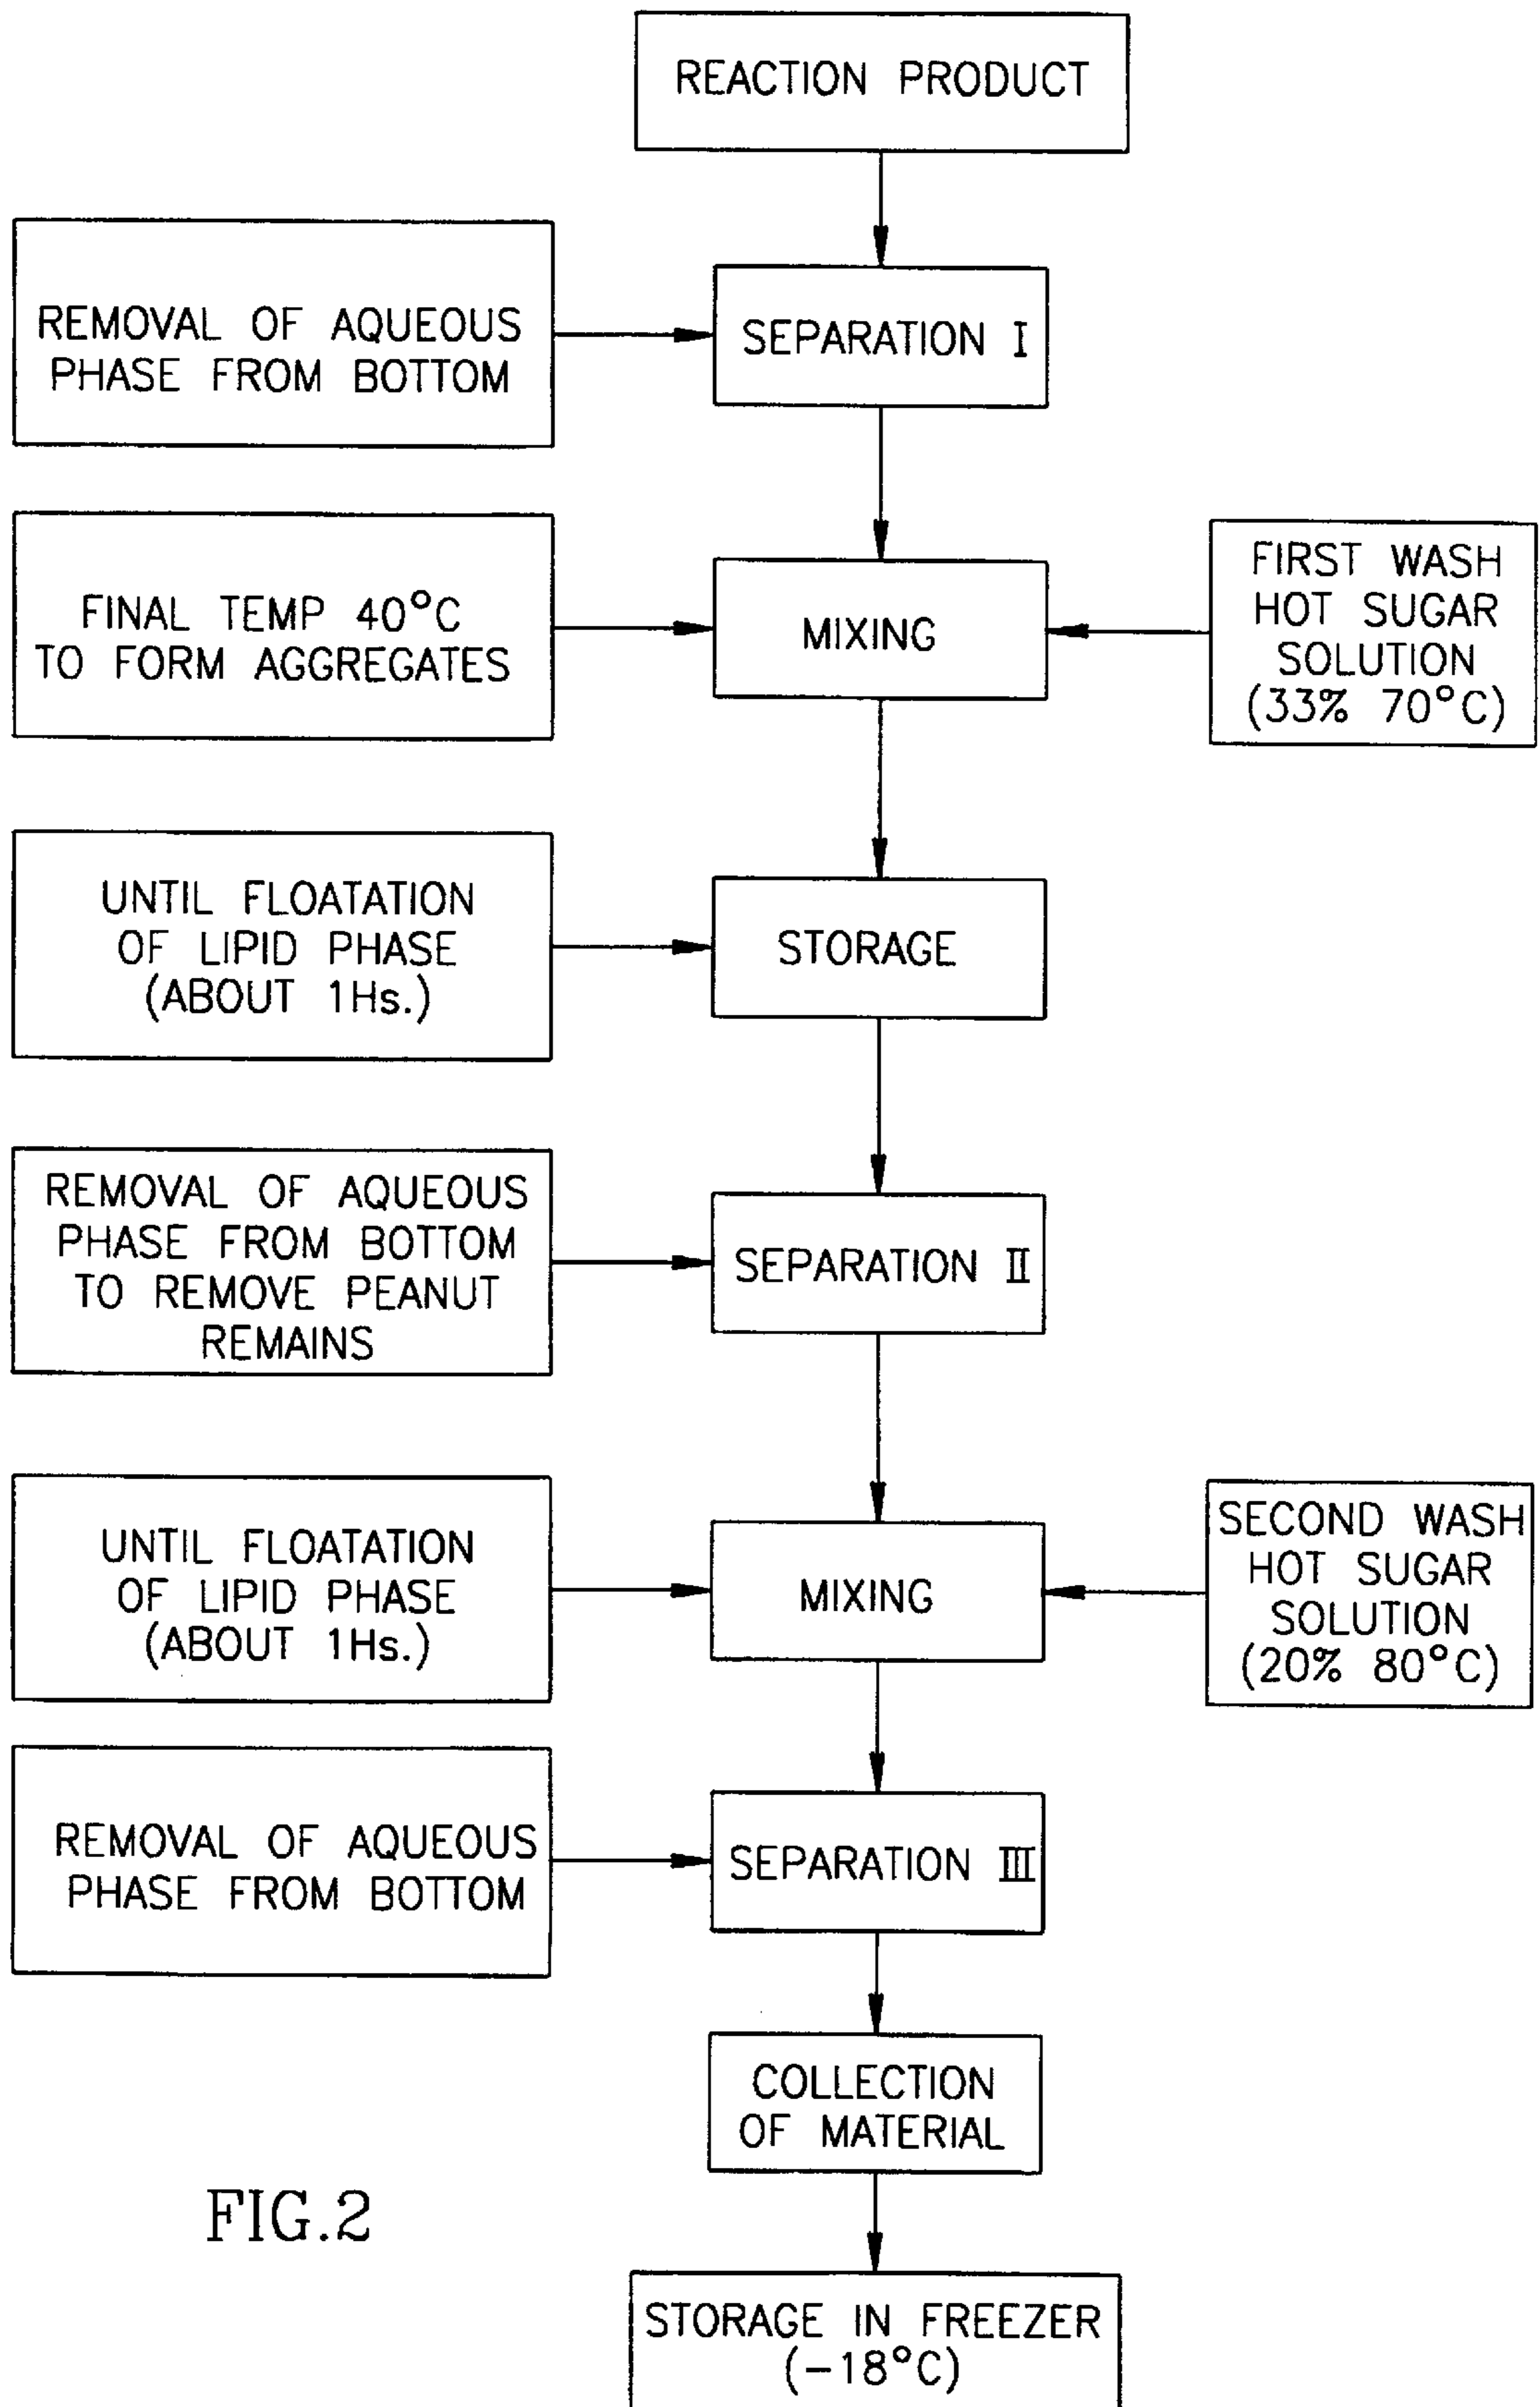 REACTION PRODUCT
REMOVAL OF AQUEOUS
PHASE FROM BOTTOM
SEPARATION I
FINAL TEMP 40°C
TO FORM AGGREGATES
MIXING
FIRST WASH
HOT SUGAR
SOLUTION
(33% 70°C)
UNTIL FLOATATION
OF LIPID PHASE
(ABOUT 1Hs.)
STORAGE
REMOVAL OF AQUEOUS
PHASE FROM BOTTOM
TO REMOVE PEANUT
REMAINS
SEPARATION II
UNTIL FLOATATION
OF LIPID PHASE
(ABOUT 1Hs.)
MIXING
SECOND WASH
HOT SUGAR
SOLUTION
(20% 80°C)
REMOVAL OF AQUEOUS
PHASE FROM BOTTOM
SEPARATION III
COLLECTION
OF MATERIAL
FIG.2
STORAGE IN FREEZER
(-18°C)